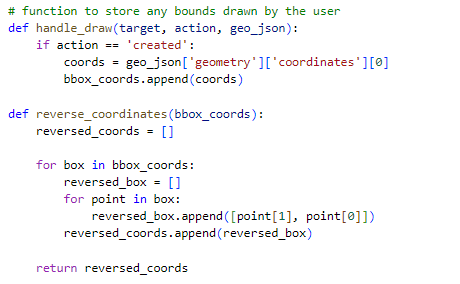 # function to store any bounds drawn by the user
def handle_draw(target, action, geo_json):
    if action == 'created':
        coords = geo_json['geometry']['coordinates'][0]
        bbox_coords.append(coords)

def reverse_coordinates(bbox_coords):
    reversed_coords = []

    for box in bbox_coords:
        reversed_box = []
        for point in box:
            reversed_box.append([point[1], point[0]])
        reversed_coords.append(reversed_box)

    return reversed_coords